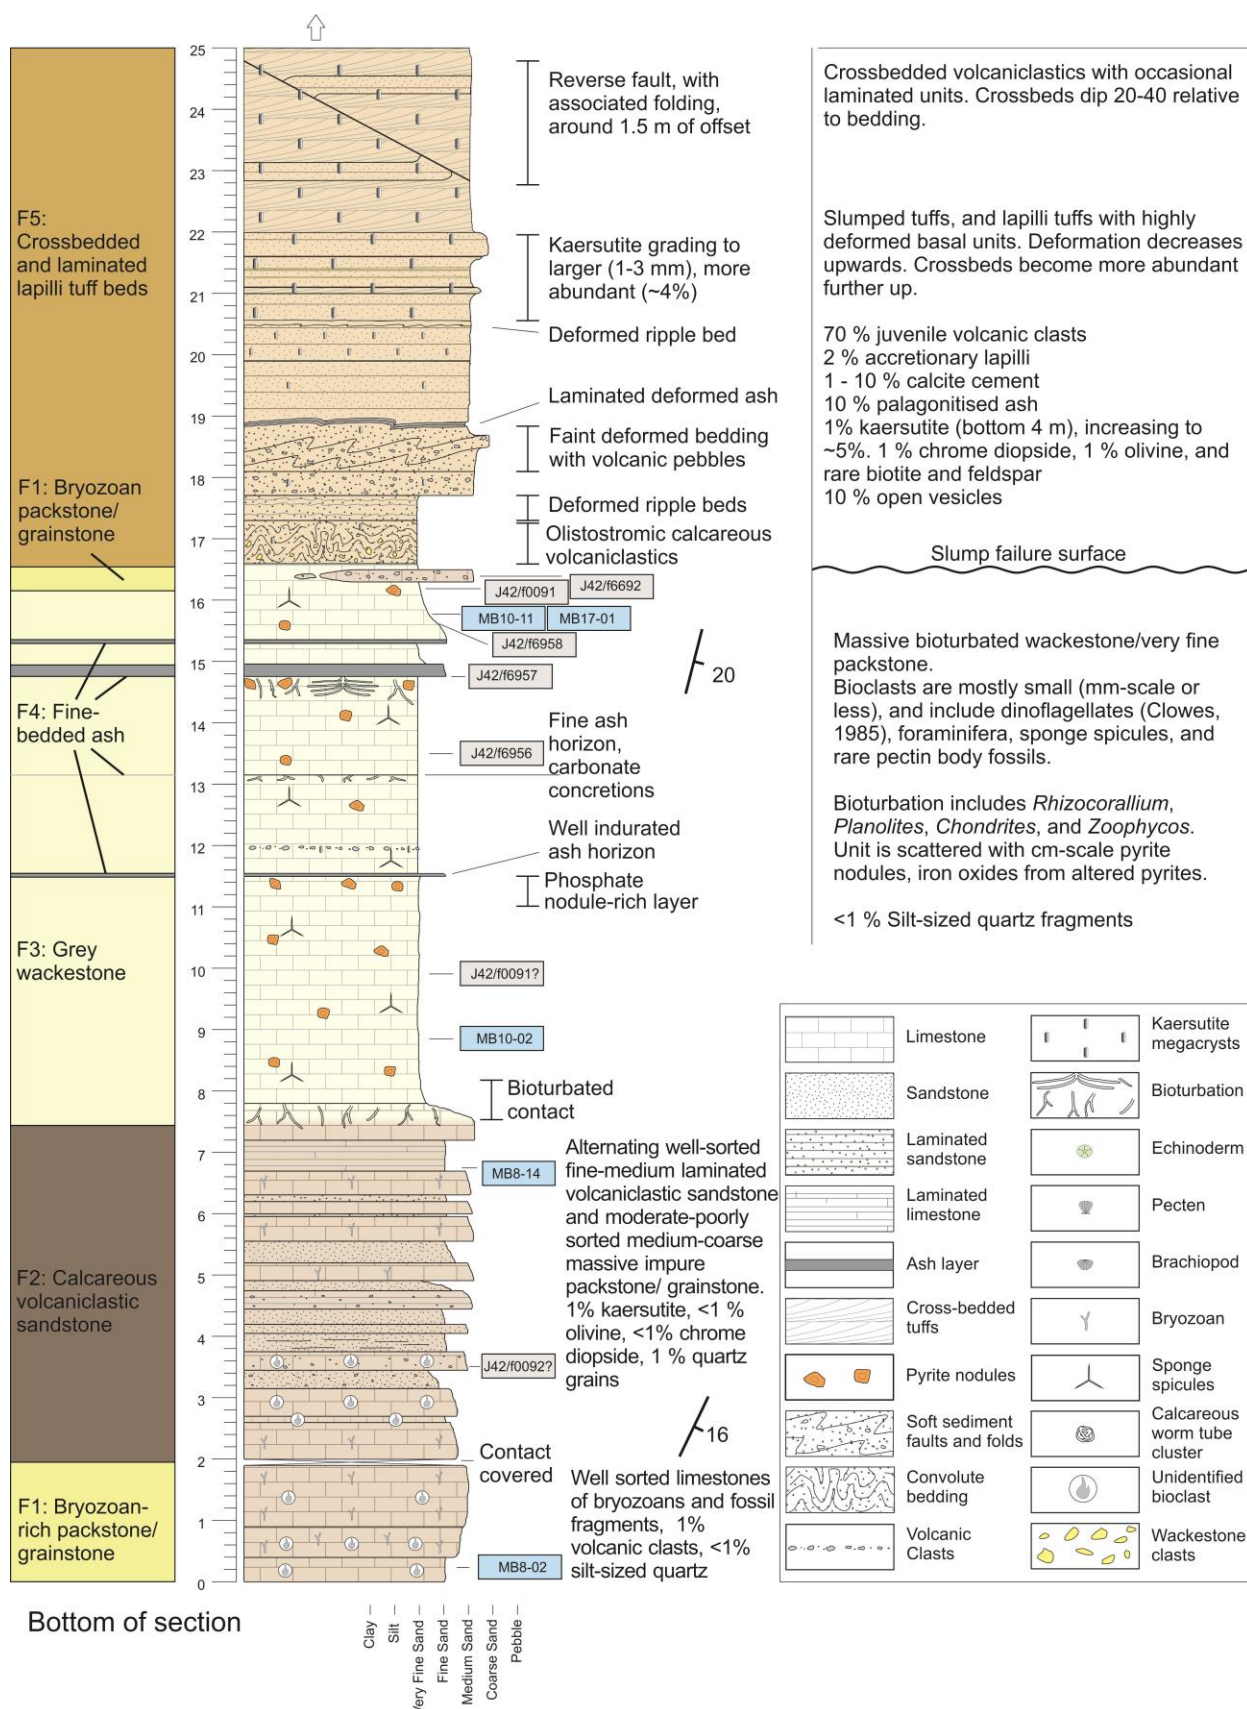 F5:
Crossbedded
and laminated
lapilli tuff beds
F1: Bryozoan
packstone/
grainstone
F4: Fine-
bedded ash
F3: Grey
wackestone
F2: Calcareous
volcaniclastic
sandstone
F1: Bryozoan-
rich packstone/
grainstone
25
24
23
22
21
20
19
18
17
16
15
14
13
12
11
10
9
8
7
6
5
4
3
2
1
0
Reverse fault, with
associated folding,
around 1.5 m of offset
Kaersutite grading to
larger (1-3 mm), more
abundant (~4%)
Deformed ripple bed
Laminated deformed ash
Faint deformed bedding
with volcanic pebbles
Deformed ripple beds
Olistostromic calcareous
volcaniclastics
J42/f0091
J42/f6692
MB10-11
MB17-01
J42/f6958
J42/f6957
20
J42/f6956
Fine ash
horizon,
carbonate
concretions
Well indurated
ash horizon
Phosphate
nodule-rich layer
J42/f0091?
MB10-02
Bioturbated
contact
MB8-14
Alternating well-sorted
fine-medium laminated
volcaniclastic sandstone
and moderate-poorly
sorted medium-coarse
massive impure
packstone/ grainstone.
1% kaersutite, <1 %
olivine, <1% chrome
diopside, 1 % quartz
grains
J42/f0092?
16
Contact
covered
Well sorted limestones
of bryozoans and fossil
fragments, 1%
volcanic clasts, <1%
silt-sized quartz
MB8-02
Crossbedded volcaniclastics with occasional
laminated units. Crossbeds dip 20-40 relative
to bedding.
Slumped tuffs, and lapilli tuffs with highly
deformed basal units. Deformation decreases
upwards. Crossbeds become more abundant
further up.
70 % juvenile volcanic clasts
2 % accretionary lapilli
1 - 10 % calcite cement
10 % palagonitised ash
1% kaersutite (bottom 4 m), increasing to
~5%. 1 % chrome diopside, 1 % olivine, and
rare biotite and feldspar
10 % open vesicles
Slump failure surface
Massive bioturbated wackestone/very fine
packstone.
Bioclasts are mostly small (mm-scale or
less), and include dinoflagellates (Clowes,
1985), foraminifera, sponge spicules, and
rare pectin body fossils.
Bioturbation includes Rhizocorallium,
Planolites, Chondrites, and Zoophycos.
Unit is scattered with cm-scale pyrite
nodules, iron oxides from altered pyrites.
<1 % Silt-sized quartz fragments
Limestone
Sandstone
Laminated
sandstone
Laminated
limestone
Ash layer
Cross-bedded
tuffs
Pyrite nodules
Soft sediment
faults and folds
Convolute
bedding
Volcanic
Clasts
Kaersutite
megacrysts
Bioturbation
Echinoderm
Pecten
Brachiopod
Bryozoan
Sponge
spicules
Calcareous
worm tube
cluster
Unidentified
bioclast
Wackestone
clasts
Bottom of section
Clay
Silt
Very Fine Sand
Fine Sand
Medium Sand
Coarse Sand
Pebble